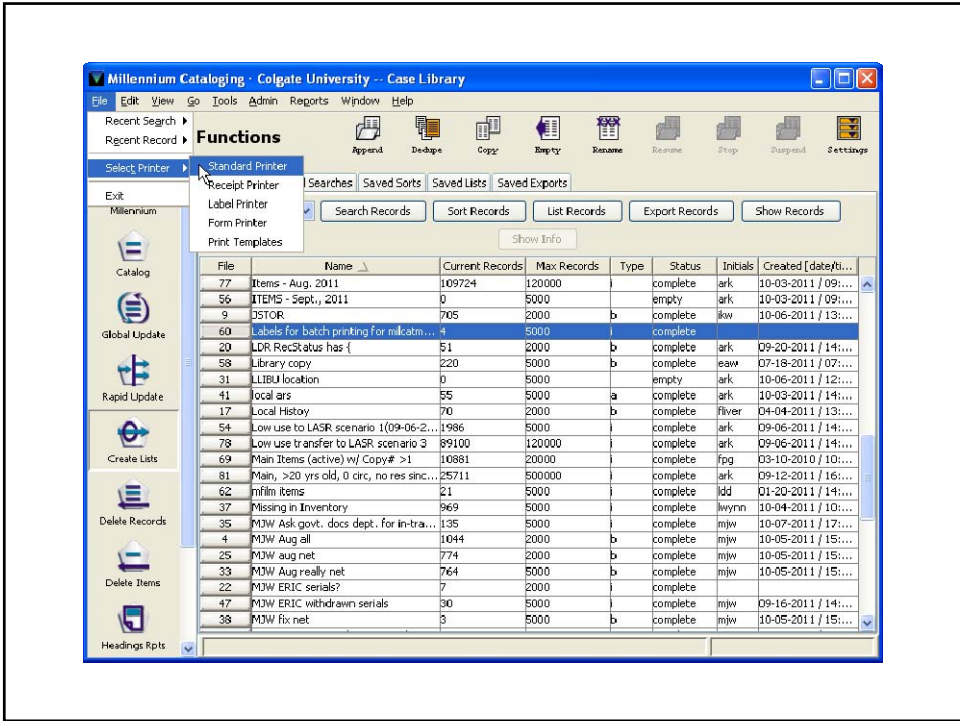 Millennium Cataloging · Colgate University -- Case Library
File Edit View Go Tools Admin Reports Window Help
Recent Search
Recent Record
Select Printer
Exit
Standard Printer
Receipt Printer
Label Printer
Form Printer
Print Templates
Functions
Append Dedupe Copy Empty Rename Resume Stop Suspend Settings
Searches Saved Sorts Saved Lists Saved Exports
Search Records Sort Records List Records Export Records Show Records
Show Info
Millennium
Catalog
Global Update
Rapid Update
Create Lists
Delete Records
Delete Items
Headings Rpts
File Name Current Records Max Records Type Status Initials Created [date/ti...
77 Items - Aug. 2011 109724 120000 i complete ark 10-03-2011 / 09:...
56 ITEMS - Sept., 2011 0 5000 empty ark 10-03-2011 / 09:...
9 JSTOR 705 2000 b complete ikw 10-06-2011 / 13:...
60 Labels for batch printing for milcatm... 4 5000 i complete
20 LDR RecStatus has { 51 2000 b complete ark 09-20-2011 / 14:...
58 Library copy 220 5000 b complete eaw 07-18-2011 / 07:...
31 LLIBU location 0 5000 empty ark 10-06-2011 / 12:...
41 local ars 55 5000 a complete ark 10-03-2011 / 14:...
17 Local Histoy 70 2000 b complete fliver 04-04-2011 / 13:...
54 Low use to LASR scenario 1(09-06-2... 1986 5000 i complete ark 09-06-2011 / 14:...
78 Low use transfer to LASR scenario 3 89100 120000 i complete ark 09-06-2011 / 14:...
69 Main Items (active) w/ Copy# >1 10881 20000 i complete fpg 03-10-2010 / 10:...
81 Main, >20 yrs old, 0 circ, no res sinc... 25711 500000 i complete ark 09-12-2011 / 16:...
62 mfilm items 21 5000 i complete ldd 01-20-2011 / 14:...
37 Missing in Inventory 969 5000 i complete lwynn 10-04-2011 / 10:...
35 MJW Ask govt. docs dept. for in-tra... 135 5000 i complete mjw 10-07-2011 / 17:...
4 MJW Aug all 1044 2000 b complete mjw 10-05-2011 / 15:...
25 MJW aug net 774 2000 b complete mjw 10-05-2011 / 15:...
33 MJW Aug really net 764 5000 b complete mjw 10-05-2011 / 15:...
22 MJW ERIC serials? 7 2000 i complete
47 MJW ERIC withdrawn serials 30 5000 i complete mjw 09-16-2011 / 14:...
38 MJW fix net 3 5000 b complete mjw 10-05-2011 / 15:...